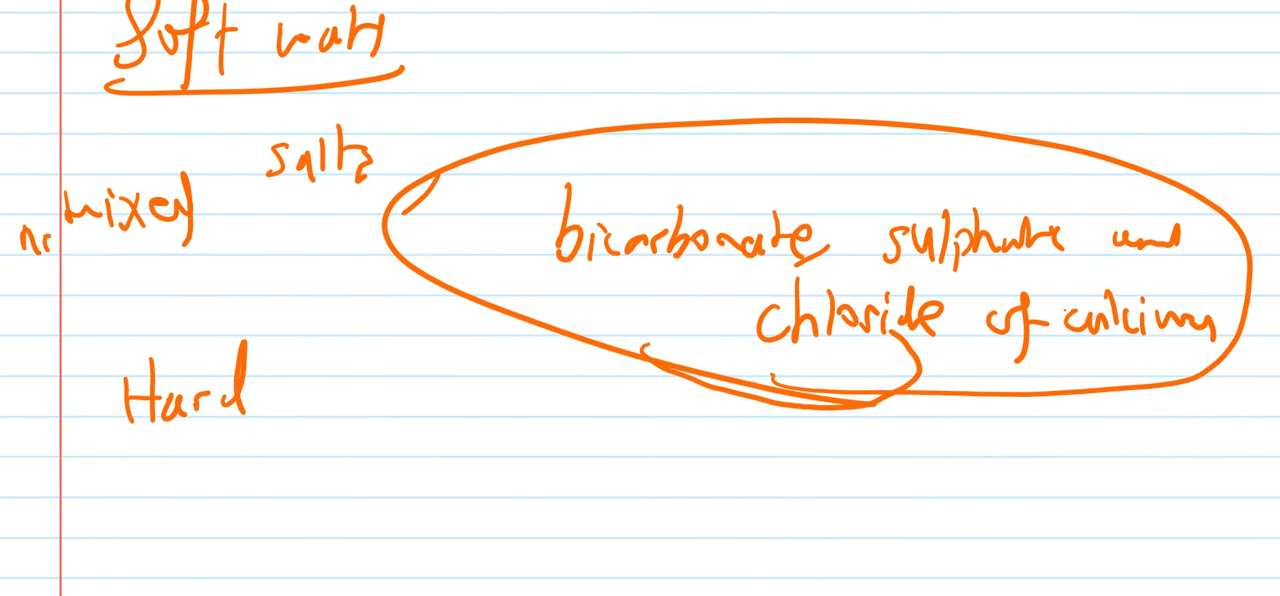 Soft water
salts
mixed
bicarbonate, sulphate and
chloride of calcium
Hard